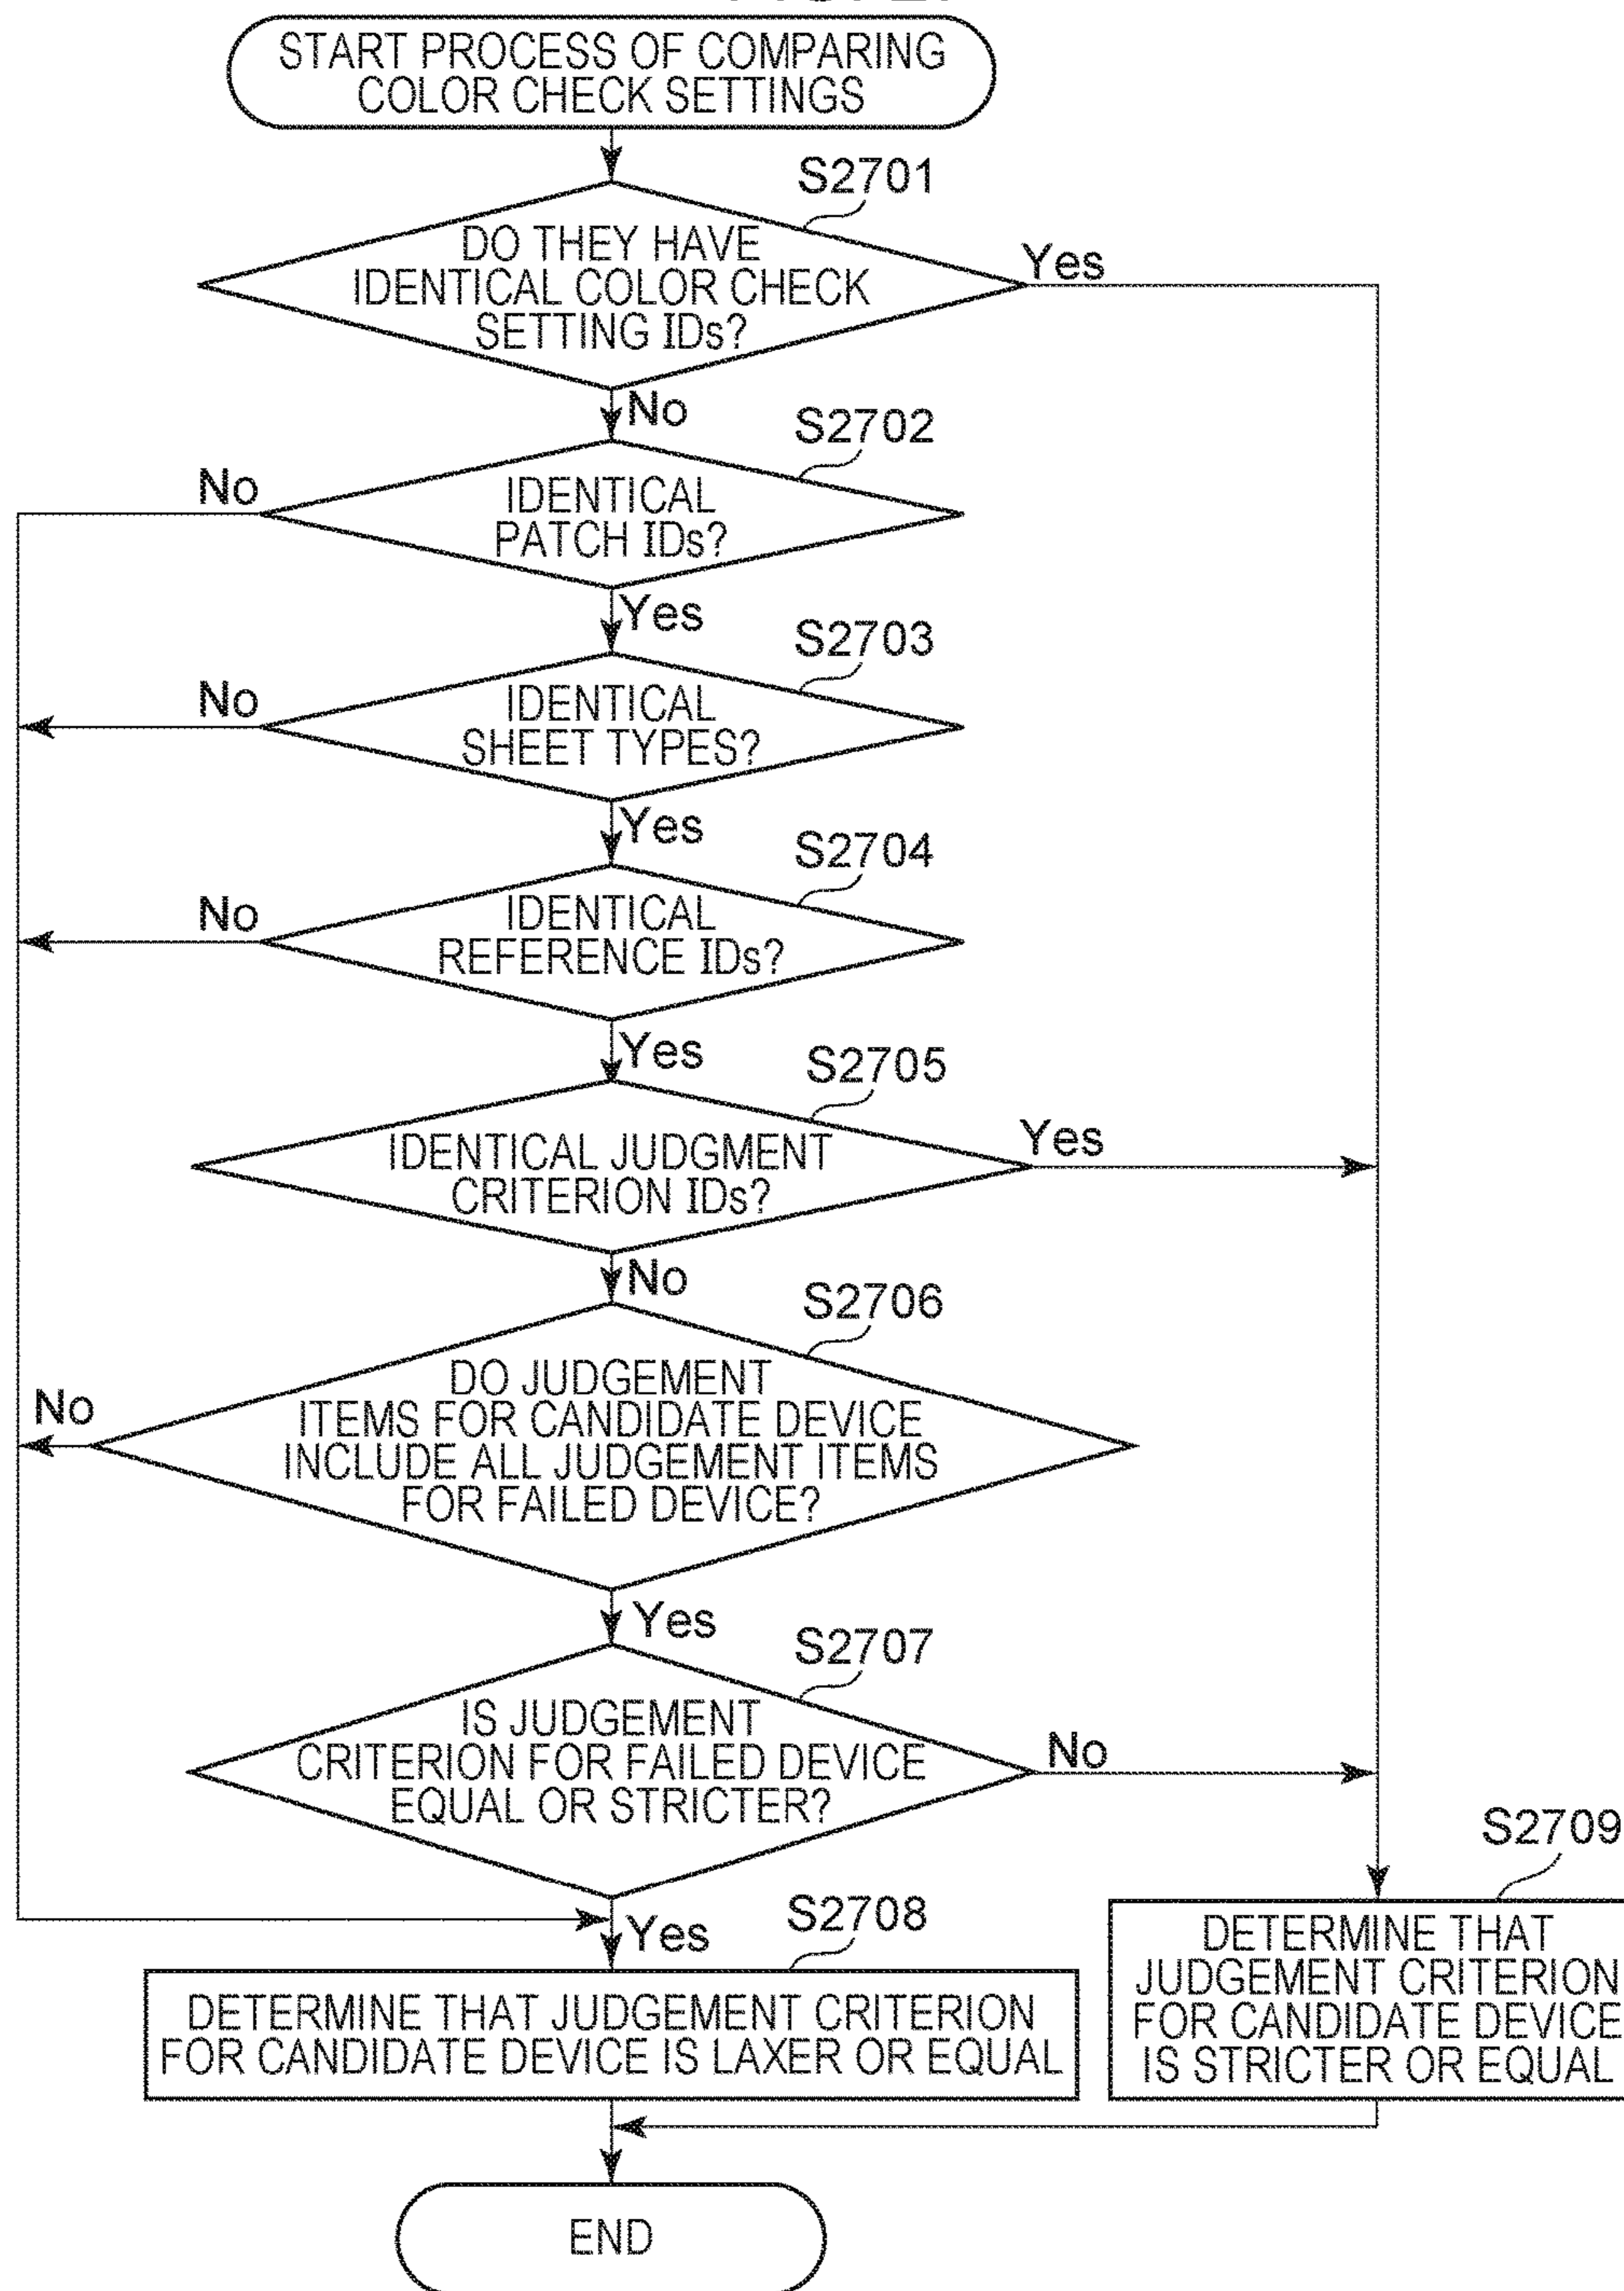 START PROCESS OF COMPARING
COLOR CHECK SETTINGS
S2701
DO THEY HAVE
IDENTICAL COLOR CHECK
SETTING IDs?
Yes
No
S2702
No
IDENTICAL
PATCH IDs?
Yes
S2703
No
IDENTICAL
SHEET TYPES?
Yes
S2704
No
IDENTICAL
REFERENCE IDs?
Yes
S2705
IDENTICAL JUDGMENT
CRITERION IDs?
Yes
No
S2706
DO JUDGEMENT
ITEMS FOR CANDIDATE DEVICE
INCLUDE ALL JUDGEMENT ITEMS
FOR FAILED DEVICE?
No
Yes
S2707
IS JUDGEMENT
CRITERION FOR FAILED DEVICE
EQUAL OR STRICTER?
No
Yes
S2708
DETERMINE THAT JUDGEMENT CRITERION
FOR CANDIDATE DEVICE IS LAXER OR EQUAL
S2709
DETERMINE THAT
JUDGEMENT CRITERION
FOR CANDIDATE DEVICE
IS STRICTER OR EQUAL
END